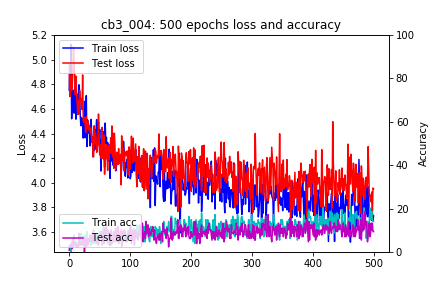 cb3_004: 500 epochs loss and accuracy
5.2
5.0
4.8
4.6
4.4
4.2
4.0
3.8
3.6
Loss
Train loss
Test loss
Train acc
Test acc
100
80
60
40
20
0
Accuracy
0 100 200 300 400 500